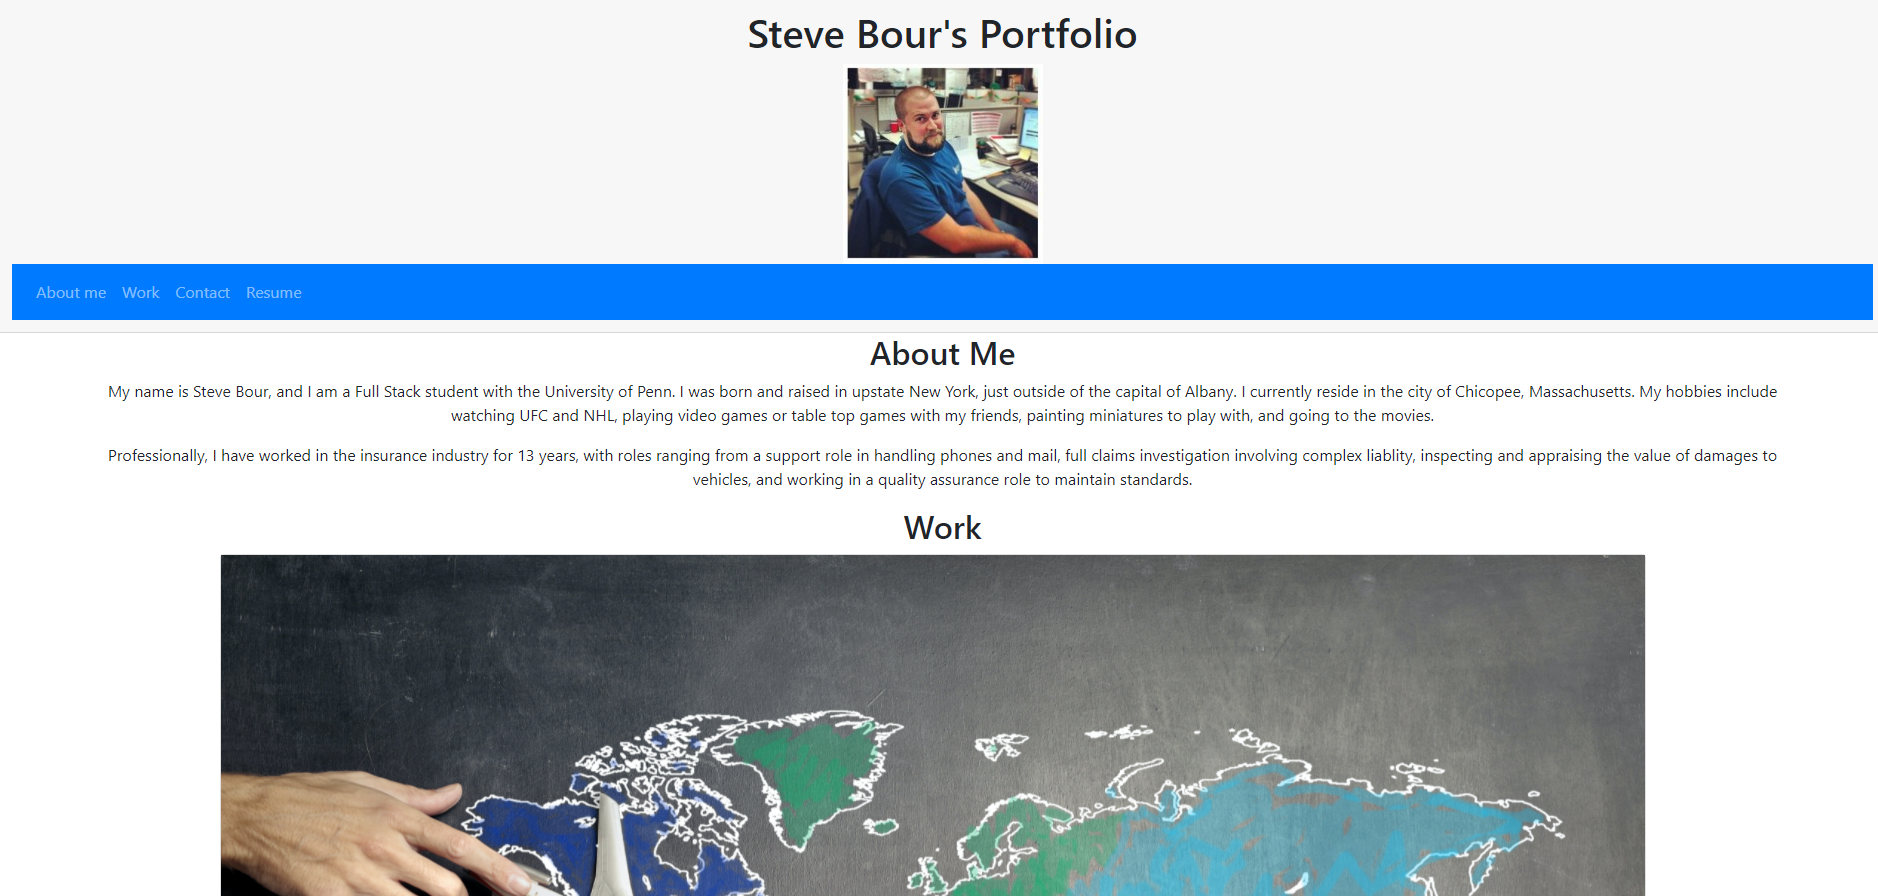 Steve Bour's Portfolio
About me Work Contact Resume
About Me
My name is Steve Bour, and I am a Full Stack student with the University of Penn. I was born and raised in upstate New York, just outside of the capital of Albany. I currently reside in the city of Chicopee, Massachusetts. My hobbies include
watching UFC and NHL, playing video games or table top games with my friends, painting miniatures to play with, and going to the movies.
Professionally, I have worked in the insurance industry for 13 years, with roles ranging from a support role in handling phones and mail, full claims investigation involving complex liablity, inspecting and appraising the value of damages to
vehicles, and working in a quality assurance role to maintain standards.
Work